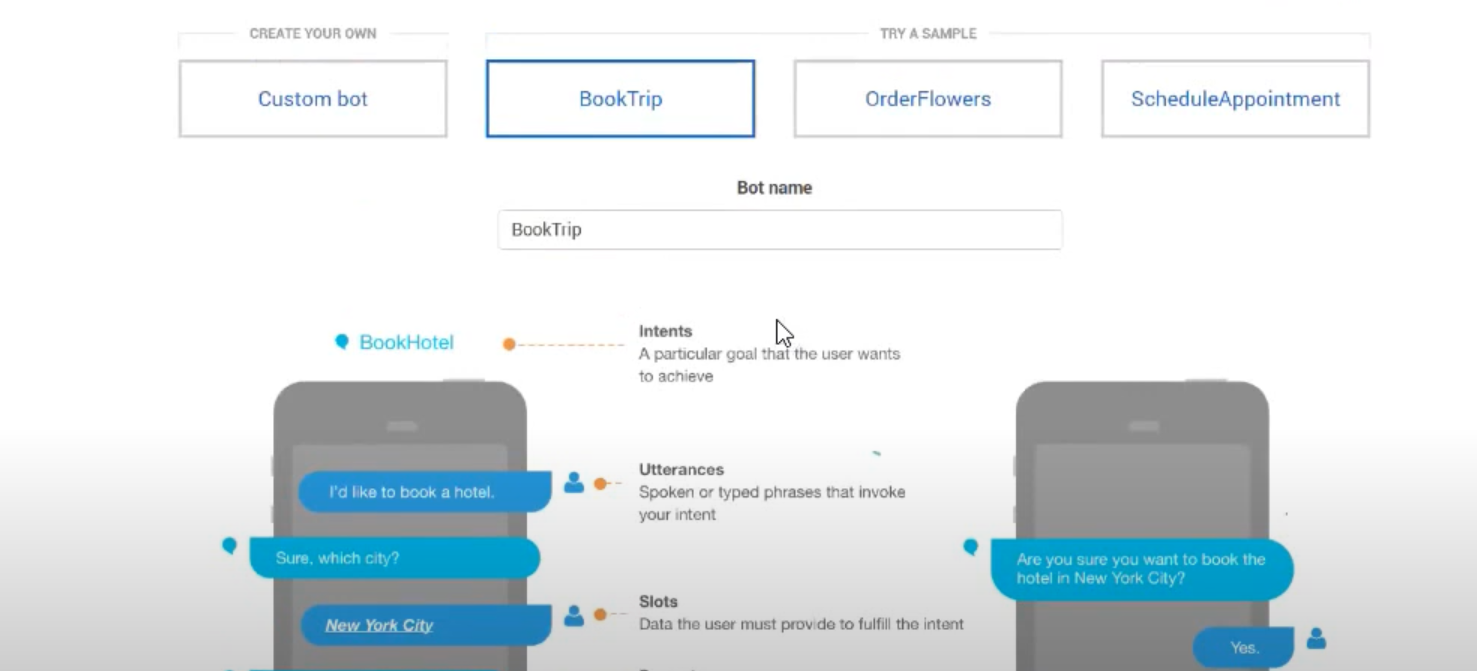 CREATE YOUR OWN
TRY A SAMPLE
Custom bot
BookTrip
OrderFlowers
ScheduleAppointment
Bot name
BookTrip
BookHotel
Intents
A particular goal that the user wants
to achieve
I'd like to book a hotel.
Utterances
Spoken or typed phrases that invoke
your intent
Sure, which city?
New York City
Slots
Data the user must provide to fulfill the intent
Are you sure you want to book the
hotel in New York City?
Yes.